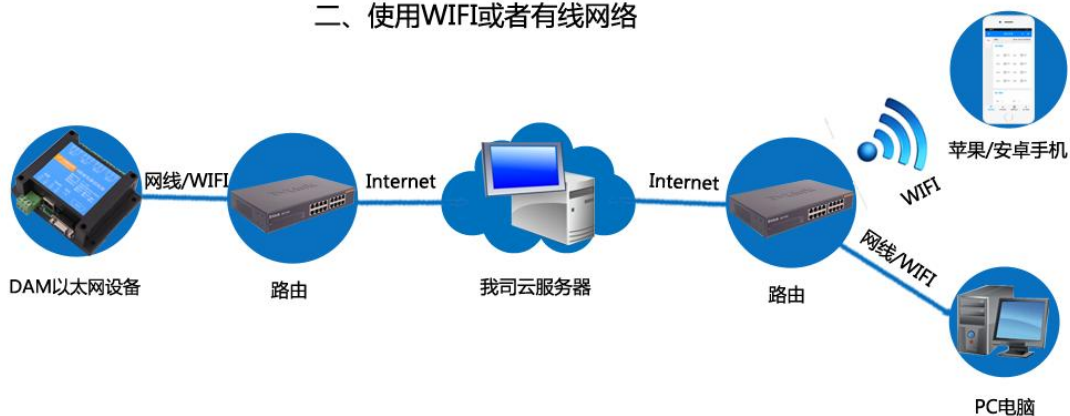 二、使用WIFI或者有线网络
苹果/安卓手机
网线/WIFI
Internet
Internet
WIFI
网线/WIFI
DAM以太网设备
路由
我司云服务器
路由
PC电脑